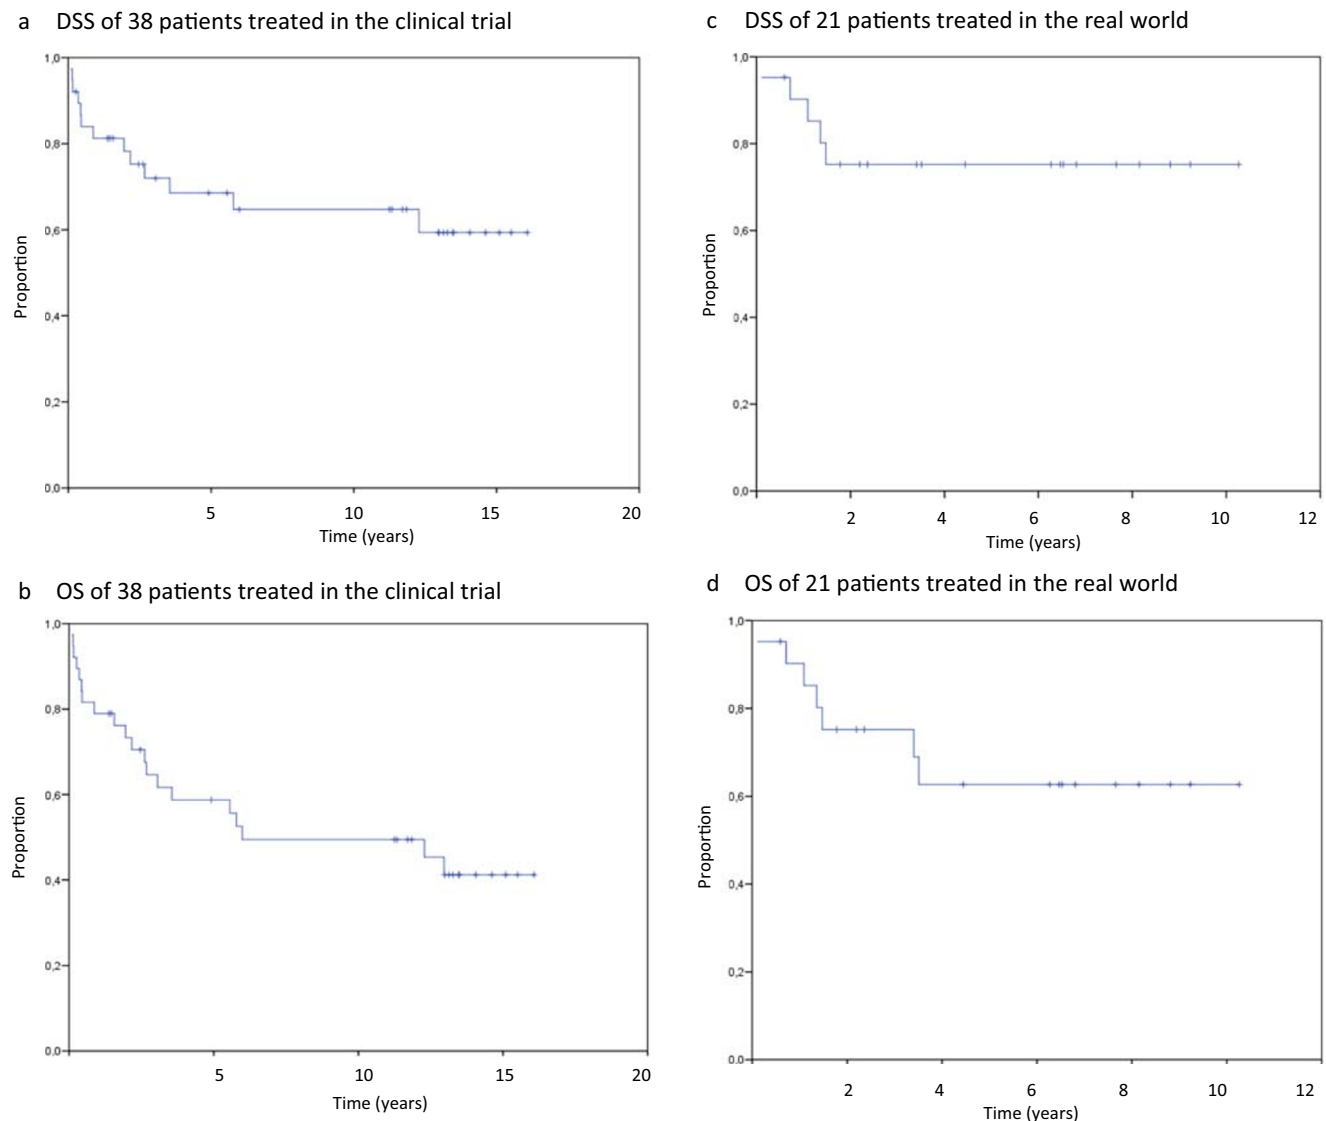 a DSS of 38 patients treated in the clinical trial
1,0
0,8
0,6
0,4
0,2
0,0
Proportion
5 10 15 20
Time (years)
c DSS of 21 patients treated in the real world
1,0
0,8
0,6
0,4
0,2
0,0
Proportion
2 4 6 8 10 12
Time (years)
b OS of 38 patients treated in the clinical trial
1,0
0,8
0,6
0,4
0,2
0,0
Proportion
5 10 15 20
Time (years)
d OS of 21 patients treated in the real world
1,0
0,8
0,6
0,4
0,2
0.0
Proportion
2 4 6 8 10 12
Time (years)